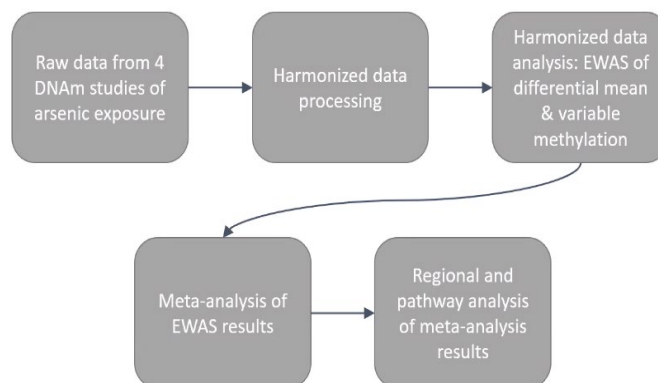 Raw data from 4
DNAm studies of
arsenic exposure
Harmonized data
processing
Harmonized data
analysis: EWAS of
differential mean
& variable
methylation
Meta-analysis of
EWAS results
Regional and
pathway analysis
of meta-analysis
results